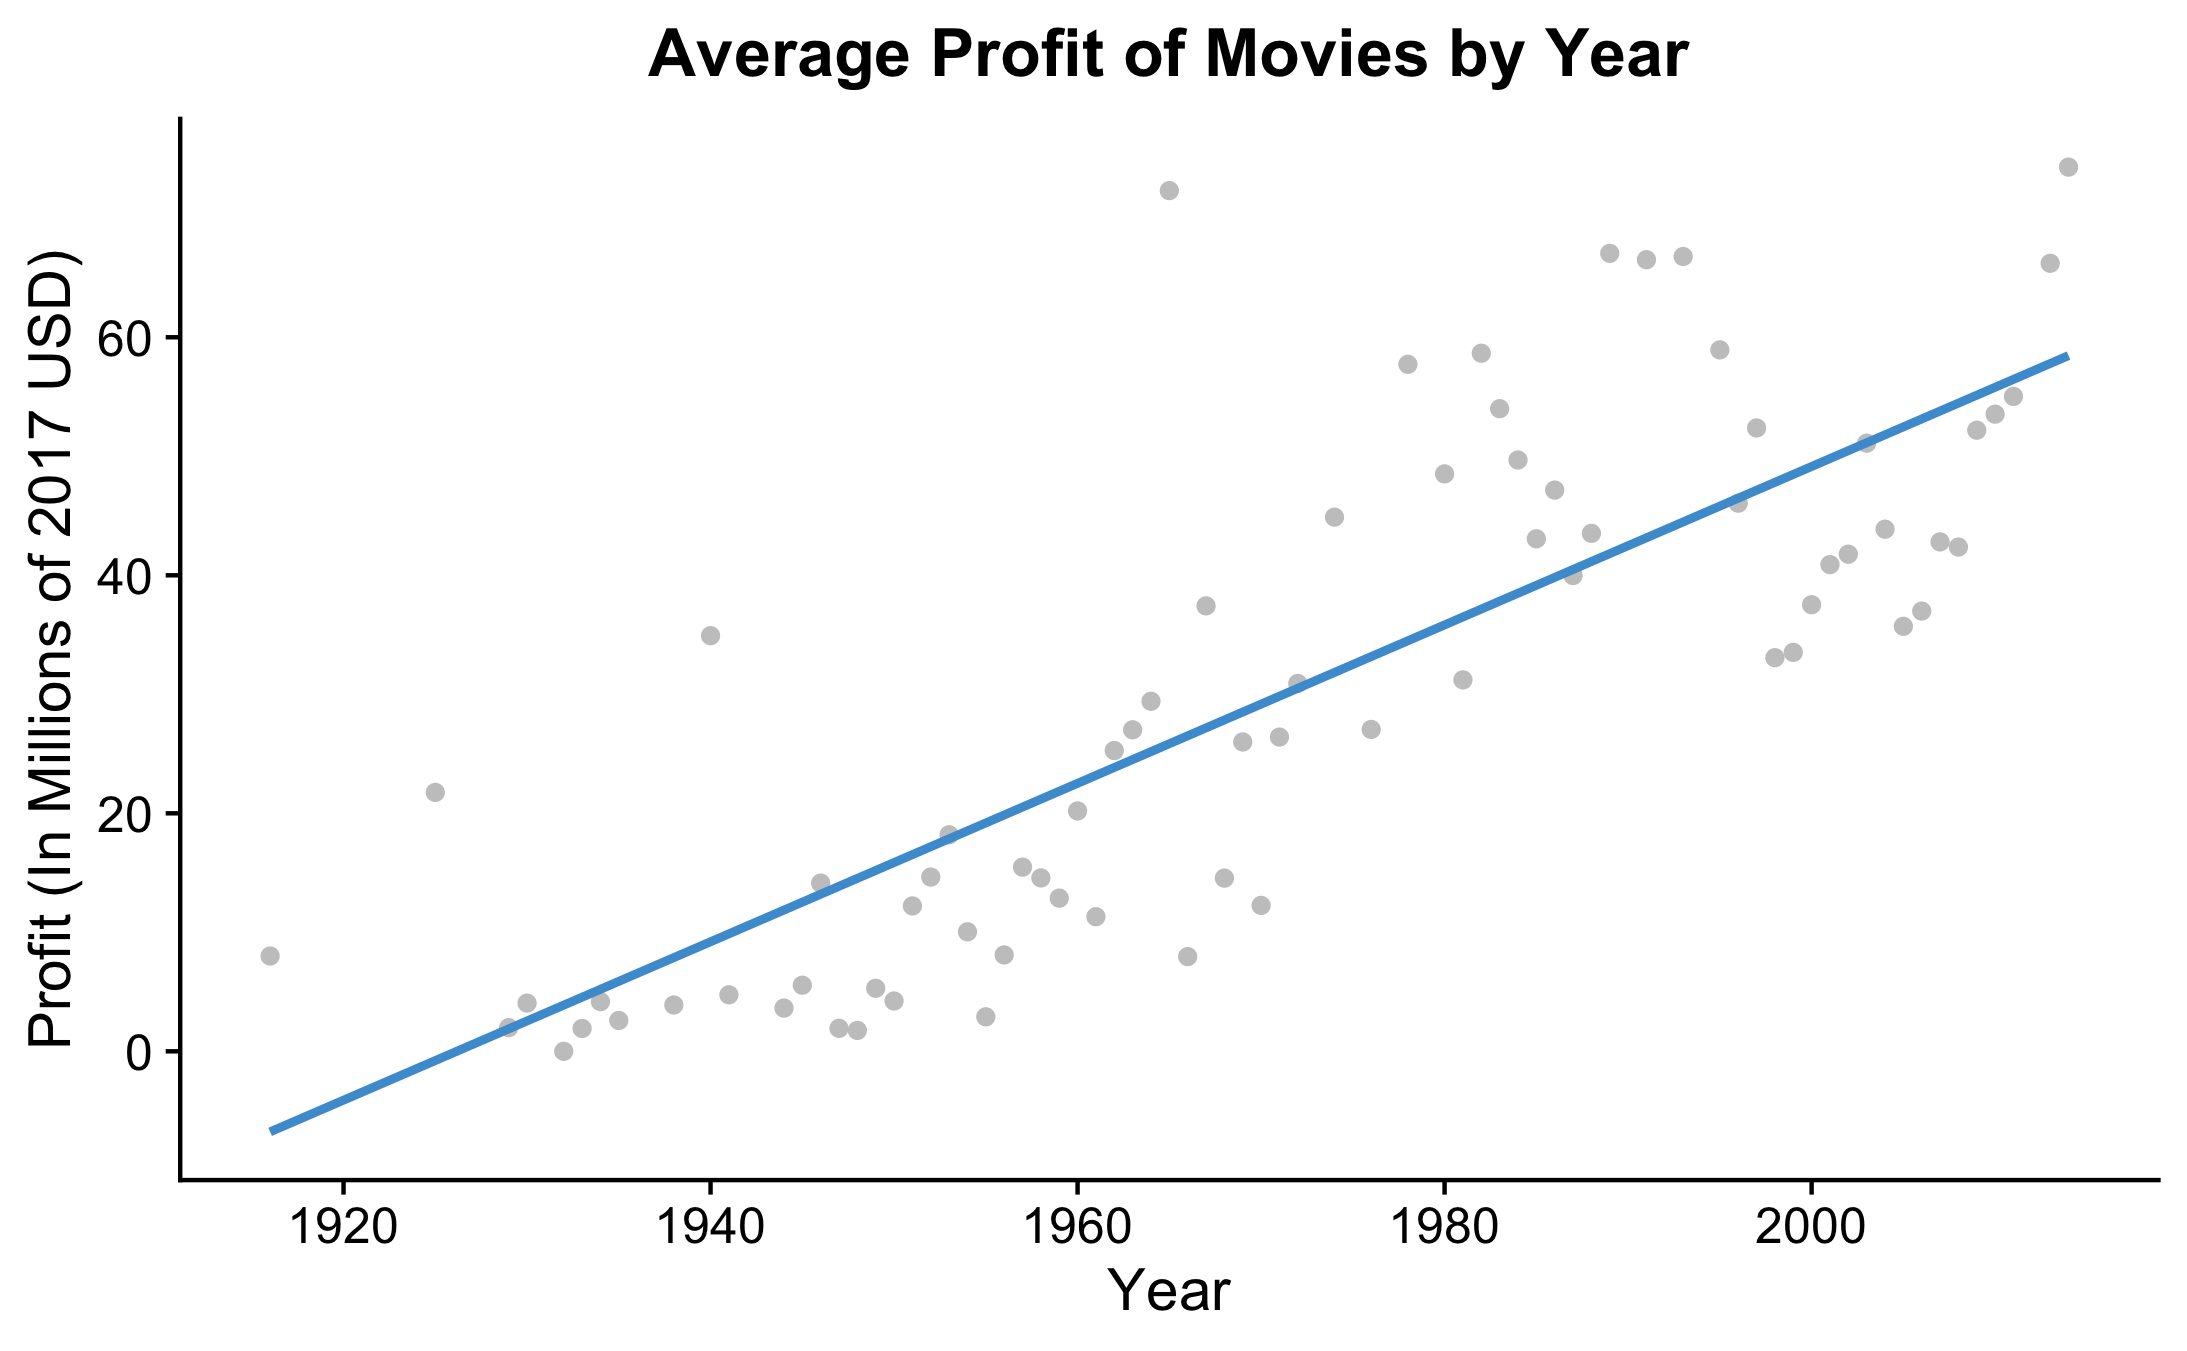 Average Profit of Movies by Year
Profit (In Millions of 2017 USD)
60
40
20
0
1920 1940 1960 1980 2000
Year